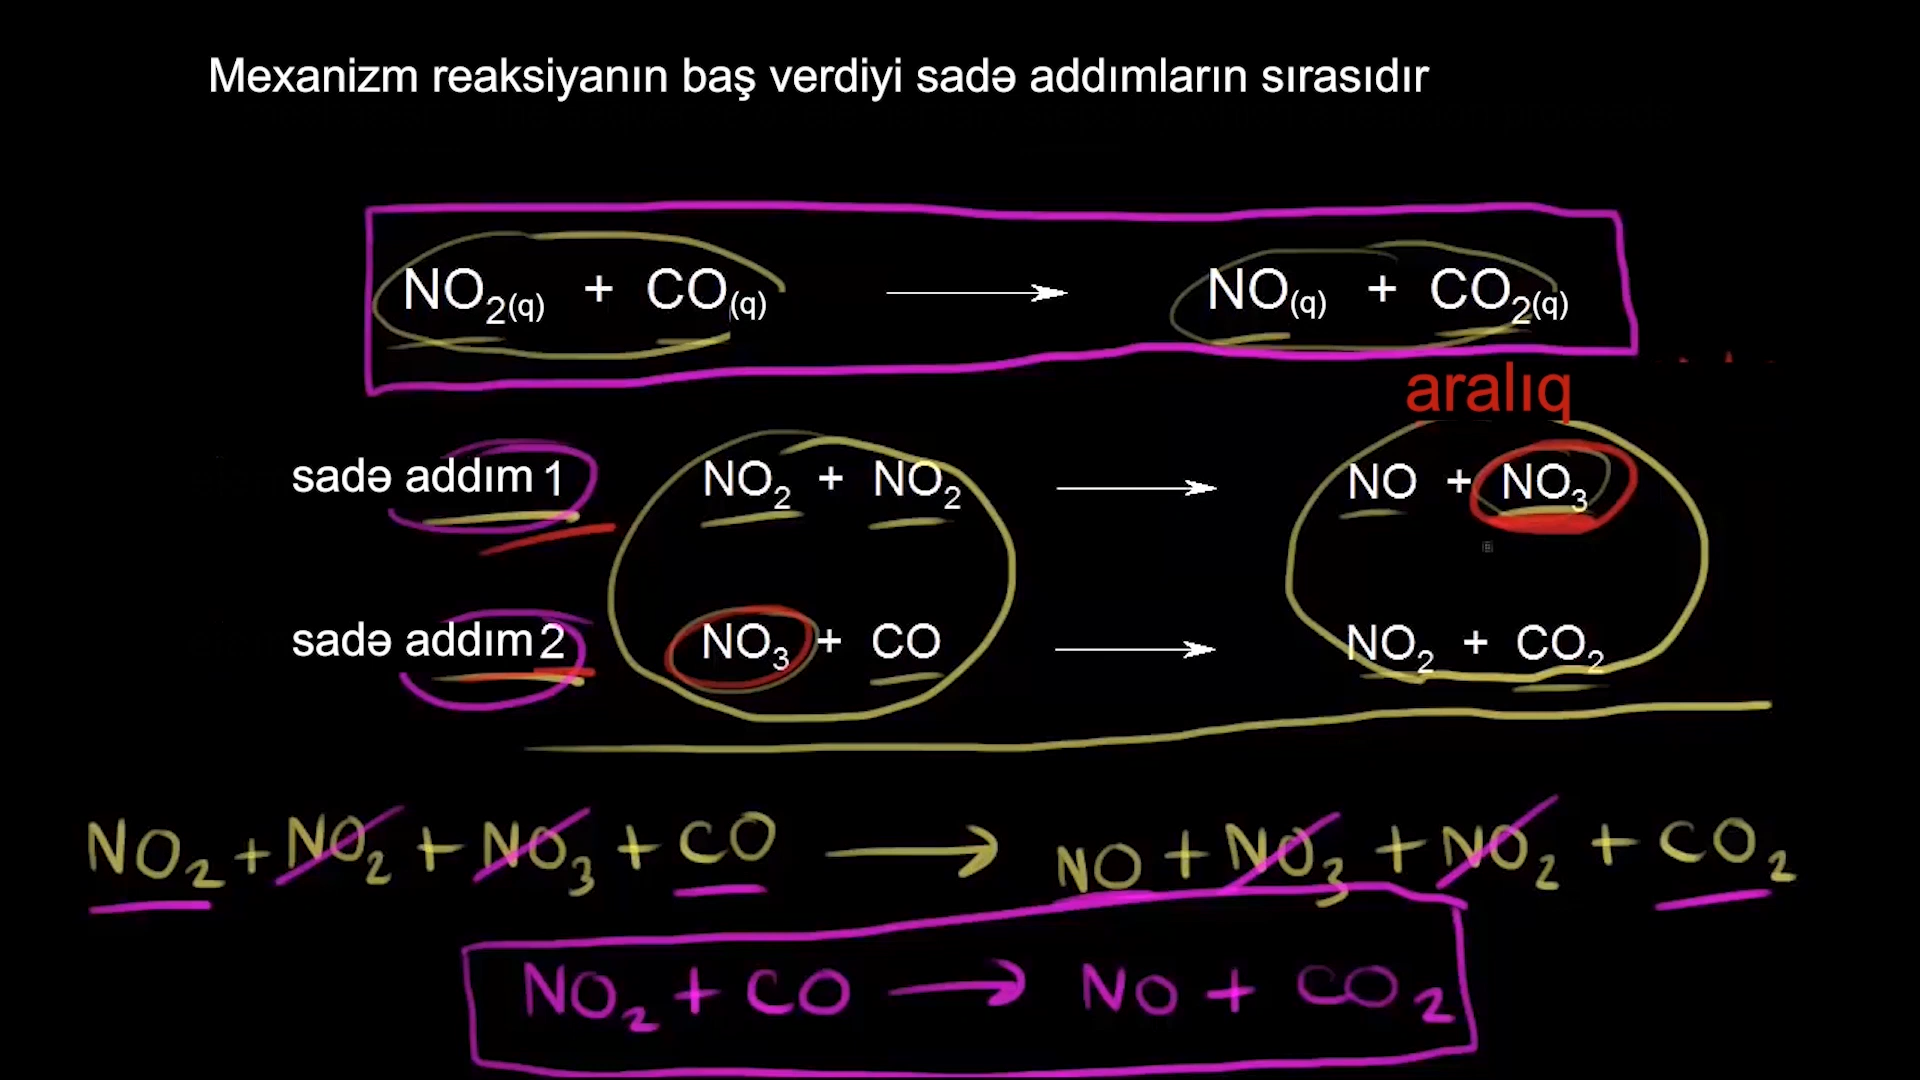 Mexanizm reaksiyanın baş verdiyi sadə addımların sırasıdır
NO₂(q) + CO(q) ⟶ NO(q) + CO₂(q)
aralıq
sadə addım 1 NO₂ + NO₂ ⟶ NO + NO₃
sadə addım 2 NO₃ + CO ⟶ NO₂ + CO₂
NO₂ + NO₂ + NO₃ + CO ⟶ NO + NO₃ + NO₂ + CO₂
NO₂ + CO ⟶ NO + CO₂